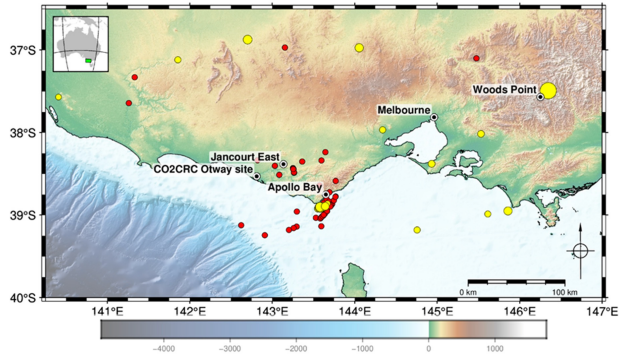 37°S
38°S
39°S
40°S
Woods Point
Melbourne
Jancourt East
CO2CRC Otway site
Apollo Bay
0 km
100 km
141°E
142°E
143°E
144°E
145°E
146°E
147°E
−4000
−3000
−2000
−1000
0
1000